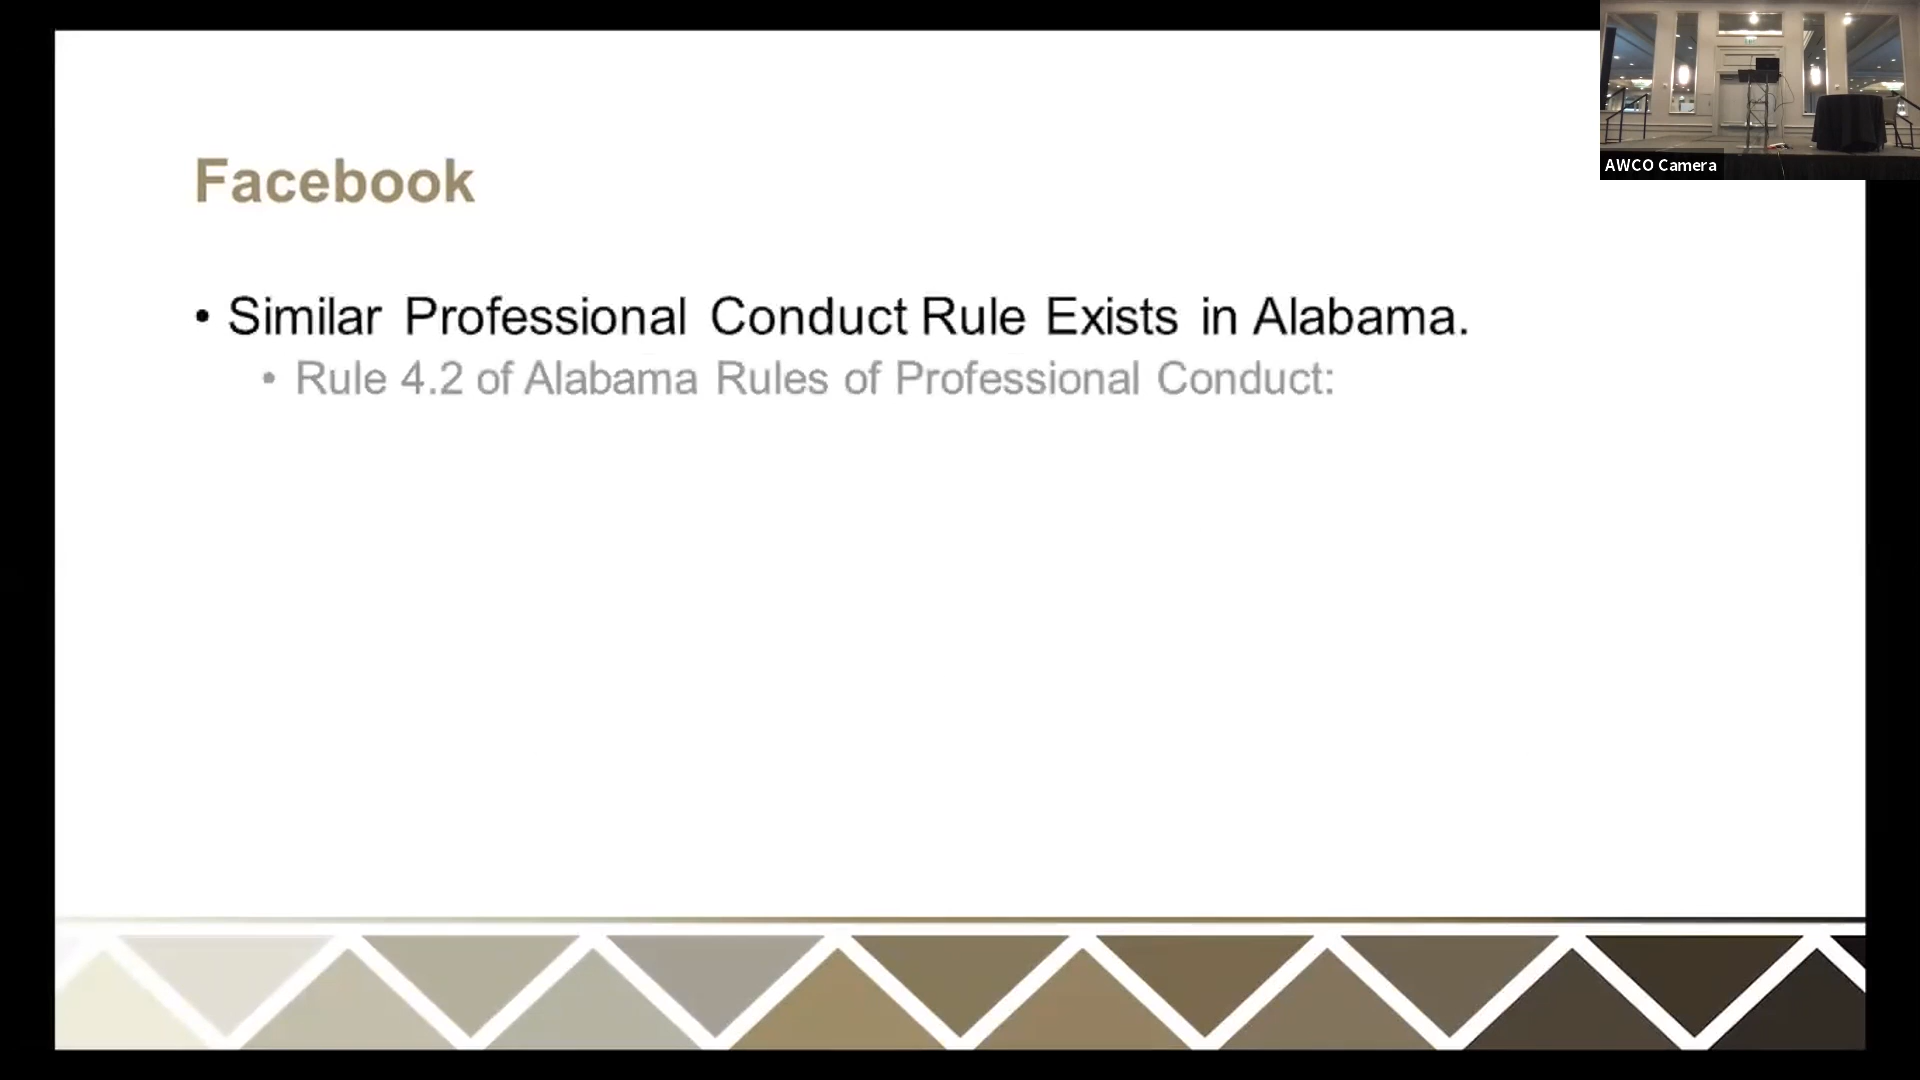 Facebook
• Similar Professional Conduct Rule Exists in Alabama.
• Rule 4.2 of Alabama Rules of Professional Conduct:
AWCO Camera